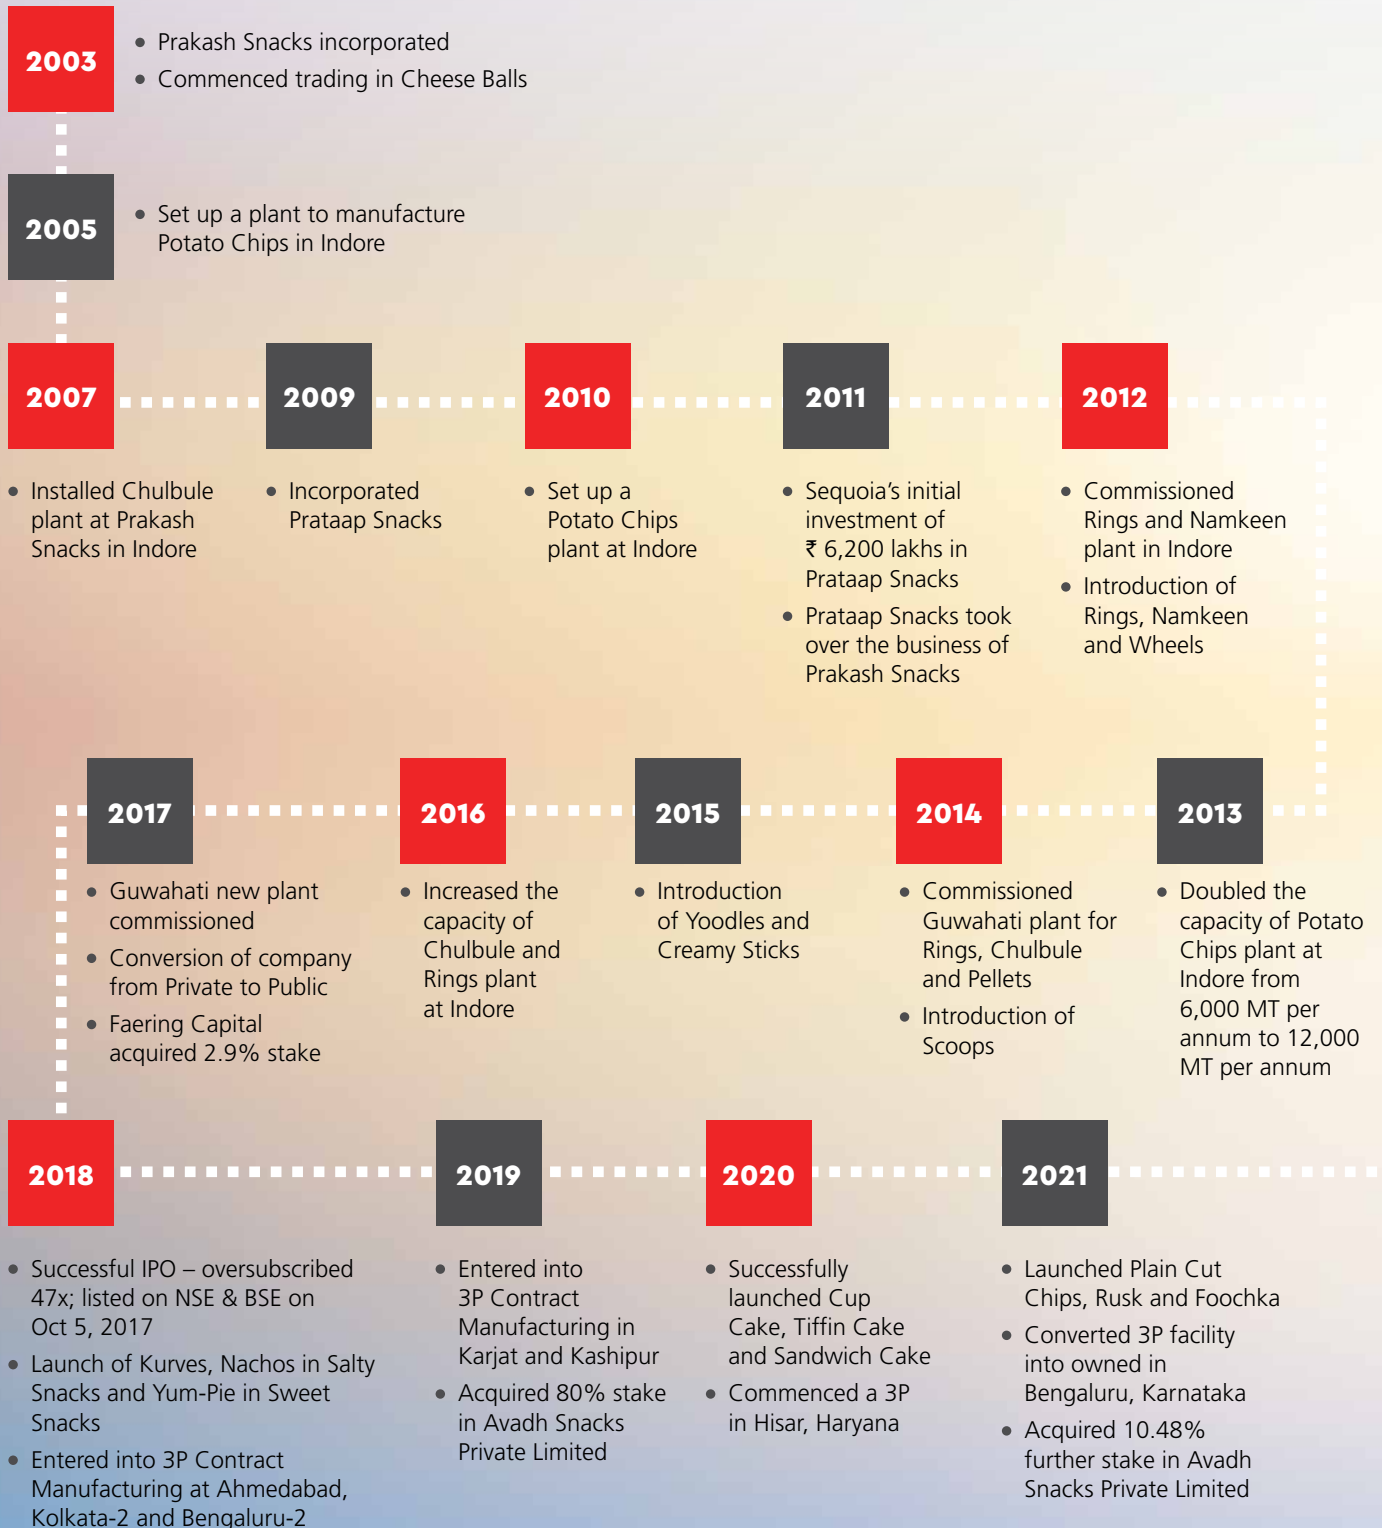 2003
Prakash Snacks incorporated
Commenced trading in Cheese Balls
2005
Set up a plant to manufacture
Potato Chips in Indore
2007
Installed Chulbule
plant at Prakash
Snacks in Indore
2009
Incorporated
Prataap Snacks
2010
Set up a
Potato Chips
plant at Indore
2011
Sequoia's initial
investment of
₹ 6,200 lakhs in
Prataap Snacks
Prataap Snacks took
over the business of
Prakash Snacks
2012
Commissioned
Rings and Namkeen
plant in Indore
Introduction of
Rings, Namkeen
and Wheels
2013
Doubled the
capacity of Potato
Chips plant at
Indore from
6,000 MT per
annum to 12,000
MT per annum
2014
Commissioned
Guwahati plant for
Rings, Chulbule
and Pellets
Introduction of
Scoops
2015
Introduction
of Yoodles and
Creamy Sticks
2016
Increased the
capacity of
Chulbule and
Rings plant
at Indore
2017
Guwahati new plant
commissioned
Conversion of company
from Private to Public
Faering Capital
acquired 2.9% stake
2018
Successful IPO – oversubscribed
47x; listed on NSE & BSE on
Oct 5, 2017
Launch of Kurves, Nachos in Salty
Snacks and Yum-Pie in Sweet
Snacks
Entered into 3P Contract
Manufacturing at Ahmedabad,
Kolkata-2 and Bengaluru-2
2019
Entered into
3P Contract
Manufacturing in
Karjat and Kashipur
Acquired 80% stake
in Avadh Snacks
Private Limited
2020
Successfully
launched Cup
Cake, Tiffin Cake
and Sandwich Cake
Commenced a 3P
in Hisar, Haryana
2021
Launched Plain Cut
Chips, Rusk and Foochka
Converted 3P facility
into owned in
Bengaluru, Karnataka
Acquired 10.48%
further stake in Avadh
Snacks Private Limited